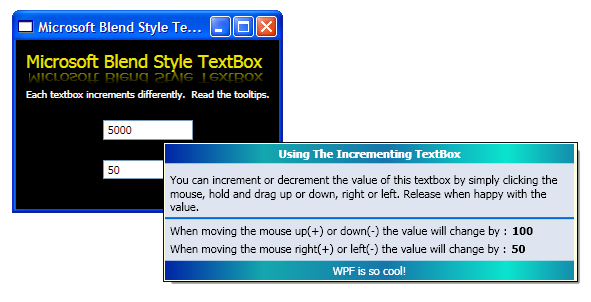 Microsoft Blend Style Te...
Microsoft Blend Style TextBox
Each textbox increments differently. Read the tooltips.
5000
50
Using The Incrementing TextBox
You can increment or decrement the value of this textbox by simply clicking the
mouse, hold and drag up or down, right or left. Release when happy with the
value.
When moving the mouse up(+) or down(-) the value will change by : 100
When moving the mouse right(+) or left(-) the value will change by : 50
WPF is so cool!